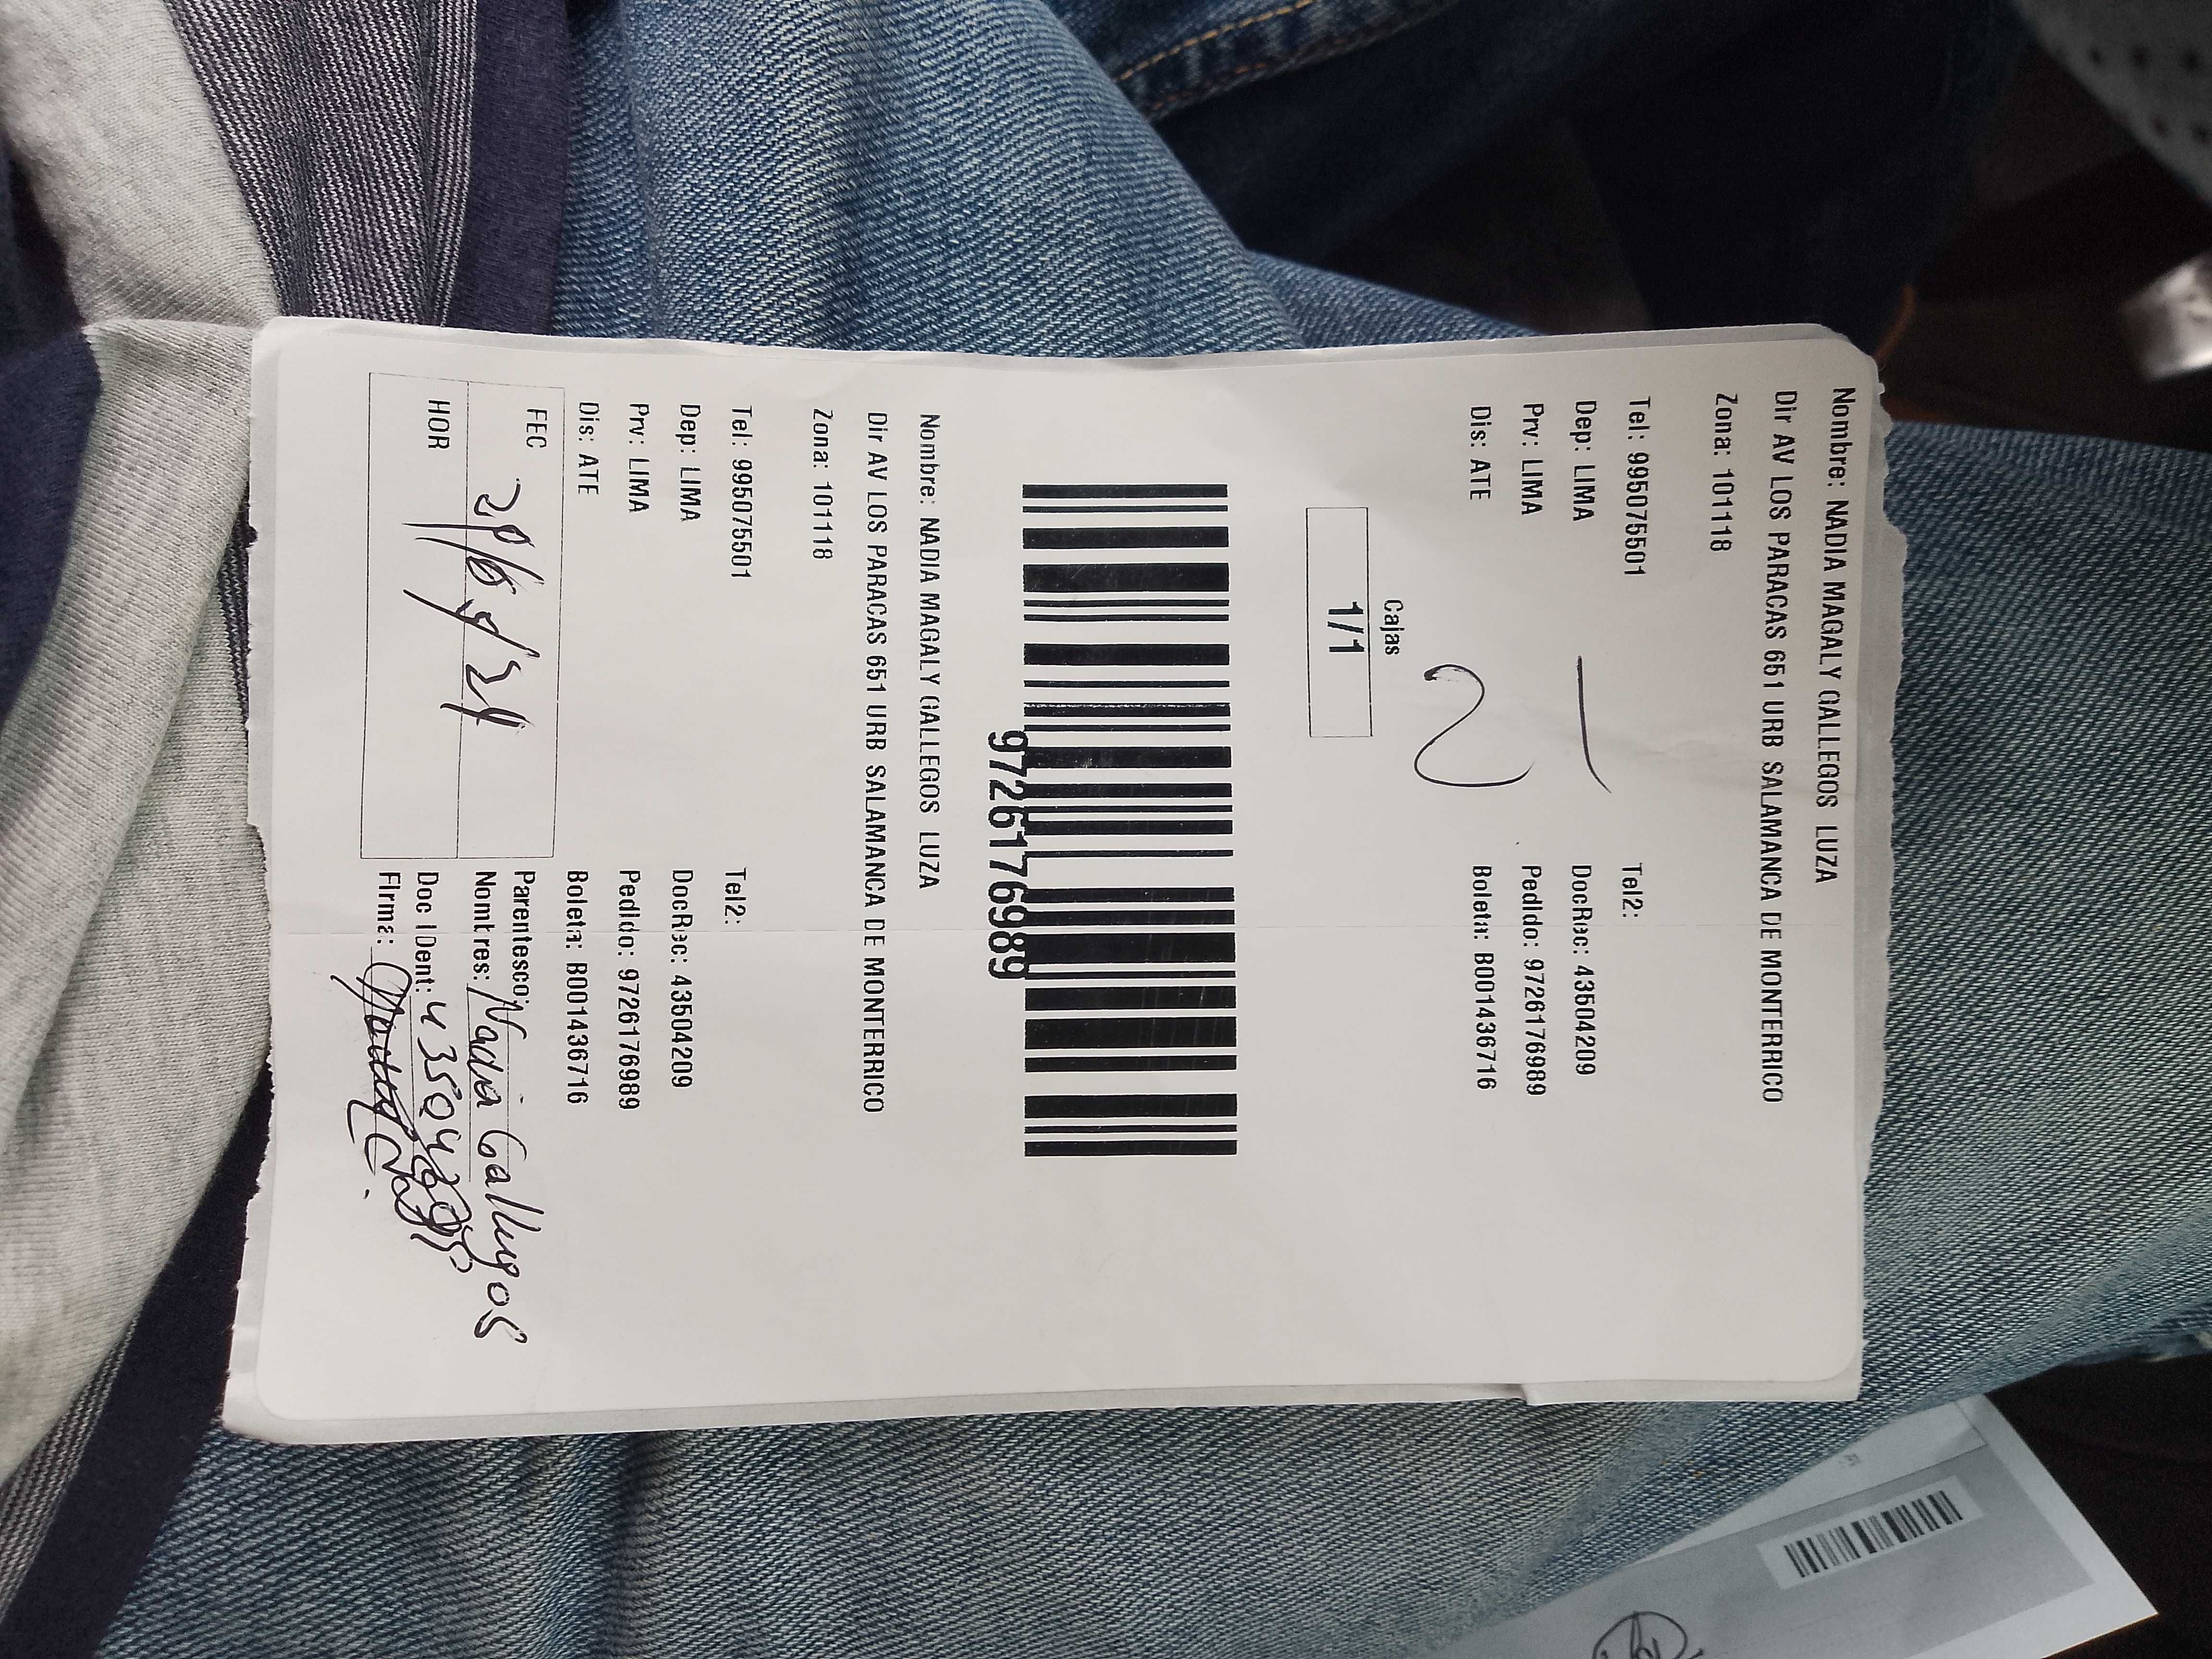 Nombre: NADIA MAGALY GALLEGOS LUZA
Dir AV LOS PARACAS 651 URB SALAMANCA DE MONTERRICO
Zona: 101118
Tel: 995075501 Tel2:
Dep: LIMA DocRec: 43504209
Prv: LIMA Pedido: 9726176989
Dis: ATE Boleta: B001436716
Cajas
1/1
9726176989
Nombre: NADIA MAGALY GALLEGOS LUZA
Dir AV LOS PARACAS 651 URB SALAMANCA DE MONTERRICO
Zona: 101118
Tel: 995075501 Tel2:
Dep: LIMA DocRec: 43504209
Prv: LIMA Pedido: 9726176989
Dis: ATE Boleta: B001436716
FEC Parentesco:
Nombres: Nadia Gallegos
HOR Doc IDent:
Firma: